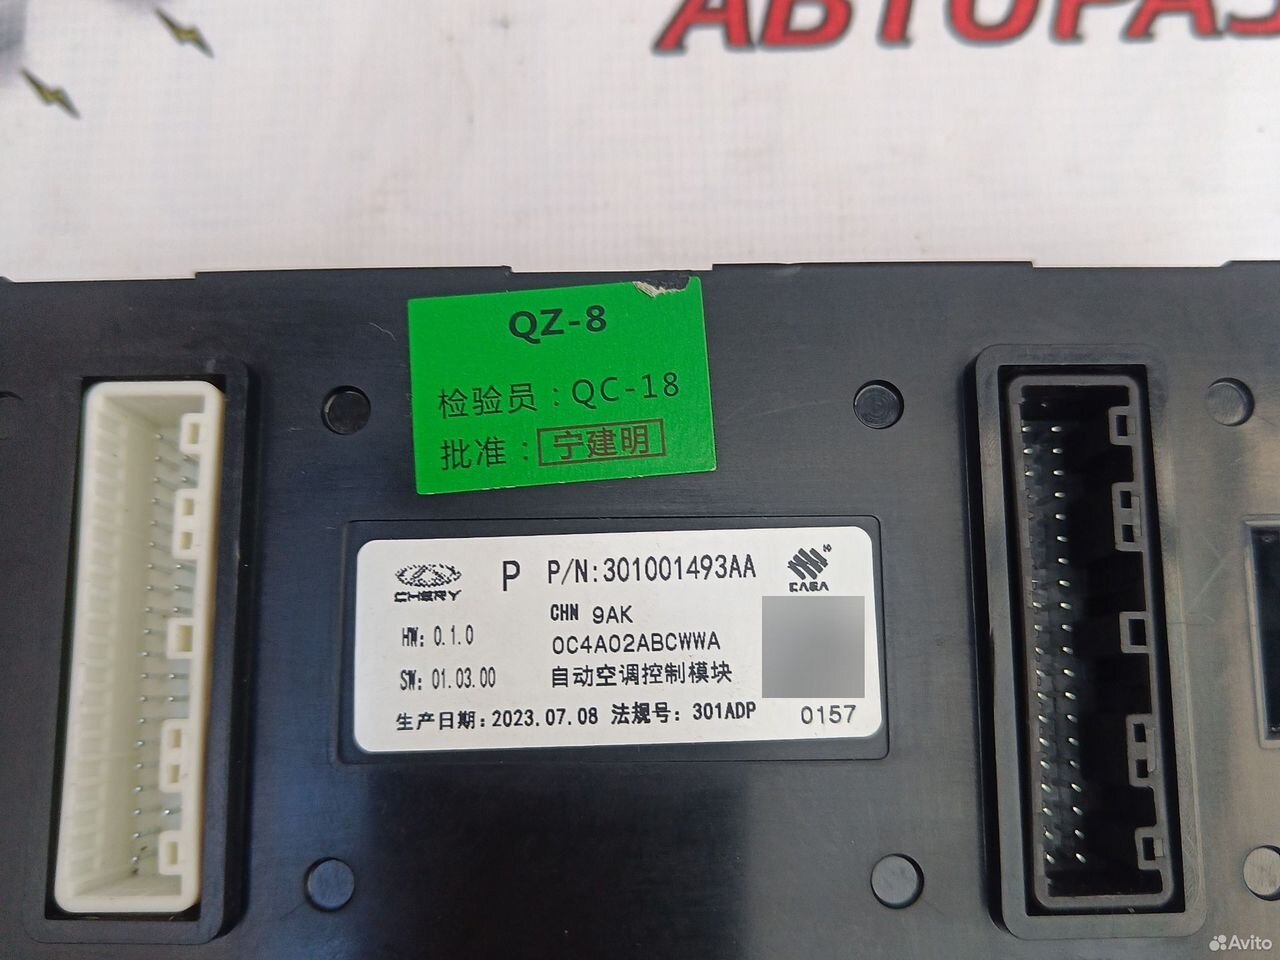 АВТОРАЗ
QZ-8
检验员：QC-18
批准：宁建明
CHERY P P/N:301001493AA
CHN 9AK
HW: 0.1.0 0C4A02ABCWWA
SW: 01.03.00 自动空调控制模块
生产日期:2023.07.08 法规号: 301ADP 0157
Avito